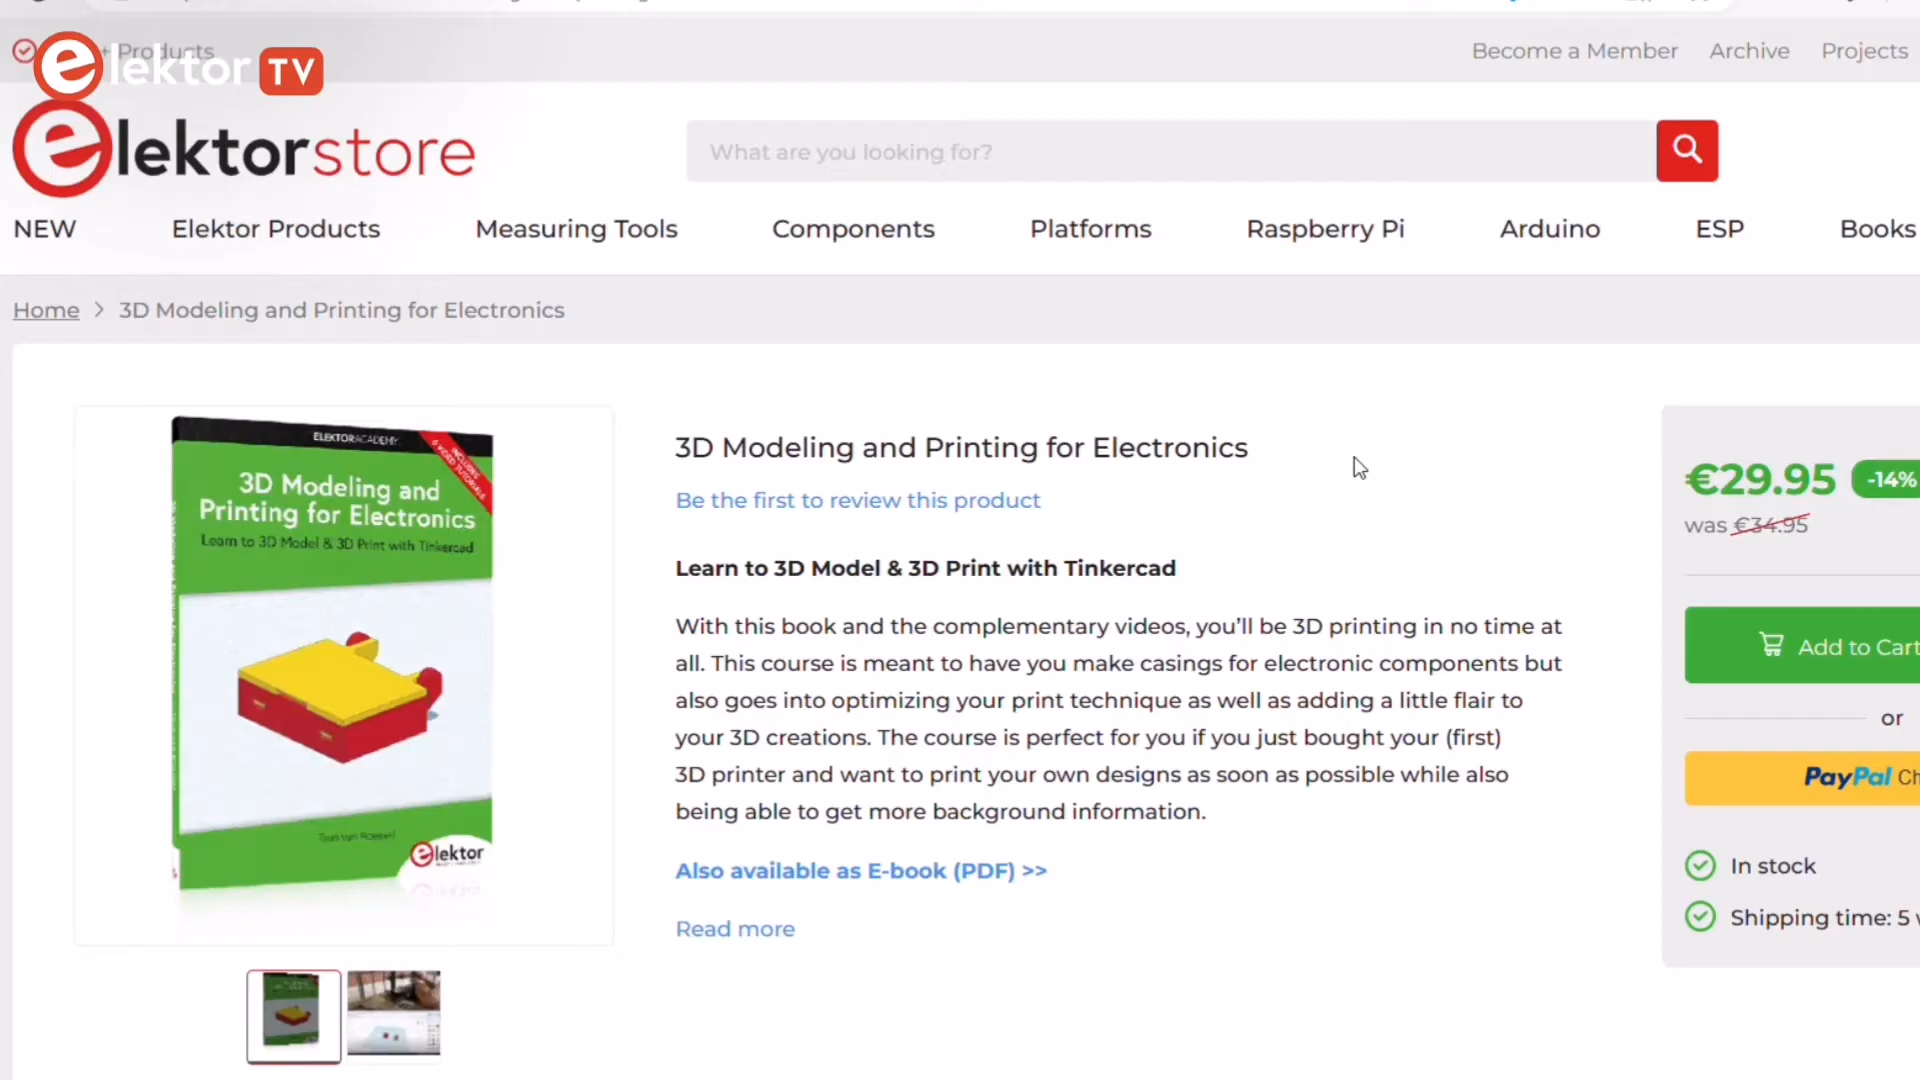 elektor TV
Products
Become a Member Archive Projects
elektorstore
What are you looking for?
NEW Elektor Products Measuring Tools Components Platforms Raspberry Pi Arduino ESP Books
Home > 3D Modeling and Printing for Electronics
ELEKTOR ACADEMY
INCLUDES
6 VIDEO TUTORIALS
3D Modeling and
Printing for Electronics
Learn to 3D Model & 3D Print with Tinkercad
elektor
3D Modeling and Printing for Electronics
Be the first to review this product
Learn to 3D Model & 3D Print with Tinkercad
With this book and the complementary videos, you'll be 3D printing in no time at
all. This course is meant to have you make casings for electronic components but
also goes into optimizing your print technique as well as adding a little flair to
your 3D creations. The course is perfect for you if you just bought your (first)
3D printer and want to print your own designs as soon as possible while also
being able to get more background information.
Also available as E-book (PDF) >>
Read more
€29.95 -14%
was €34.95
Add to Cart
or
PayPal Ch
In stock
Shipping time: 5 w